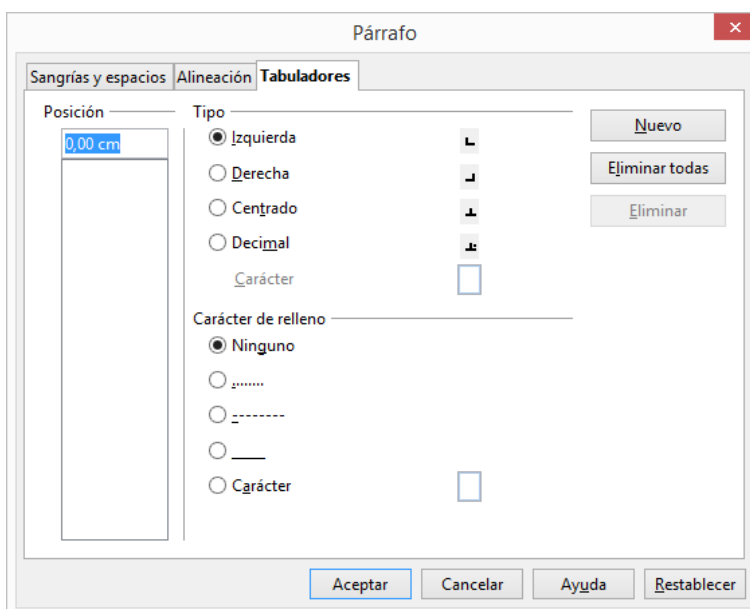 Párrafo
Sangrías y espacios Alineación Tabuladores
Posición
0,00 cm
Tipo
Izquierda
Derecha
Centrado
Decimal
Carácter
Carácter de relleno
Ninguno
........
--------
____
Carácter
Nuevo
Eliminar todas
Eliminar
Aceptar Cancelar Ayuda Restablecer